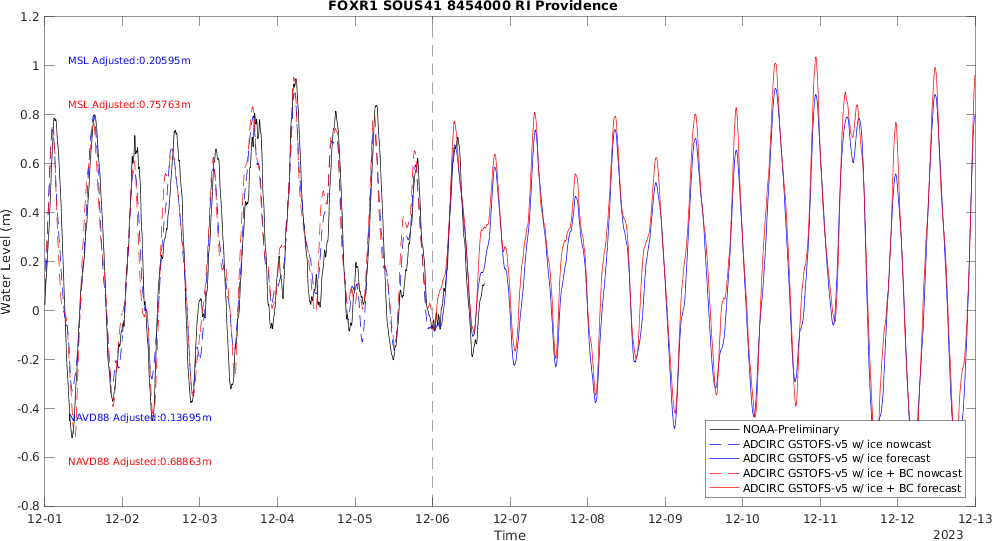 FOXR1 SOUS41 8454000 RI Providence
1.2
1
0.8
0.6
0.4
0.2
0
-0.2
-0.4
-0.6
-0.8
Water Level (m)
MSL Adjusted:0.20595m
MSL Adjusted:0.75763m
NAVD88 Adjusted:0.13695m
NAVD88 Adjusted:0.68863m
NOAA-Preliminary
ADCIRC GSTOFS-v5 w/ ice nowcast
ADCIRC GSTOFS-v5 w/ ice forecast
ADCIRC GSTOFS-v5 w/ ice + BC nowcast
ADCIRC GSTOFS-v5 w/ ice + BC forecast
12-01 12-02 12-03 12-04 12-05 12-06 12-07 12-08 12-09 12-10 12-11 12-12 12-13
Time
2023